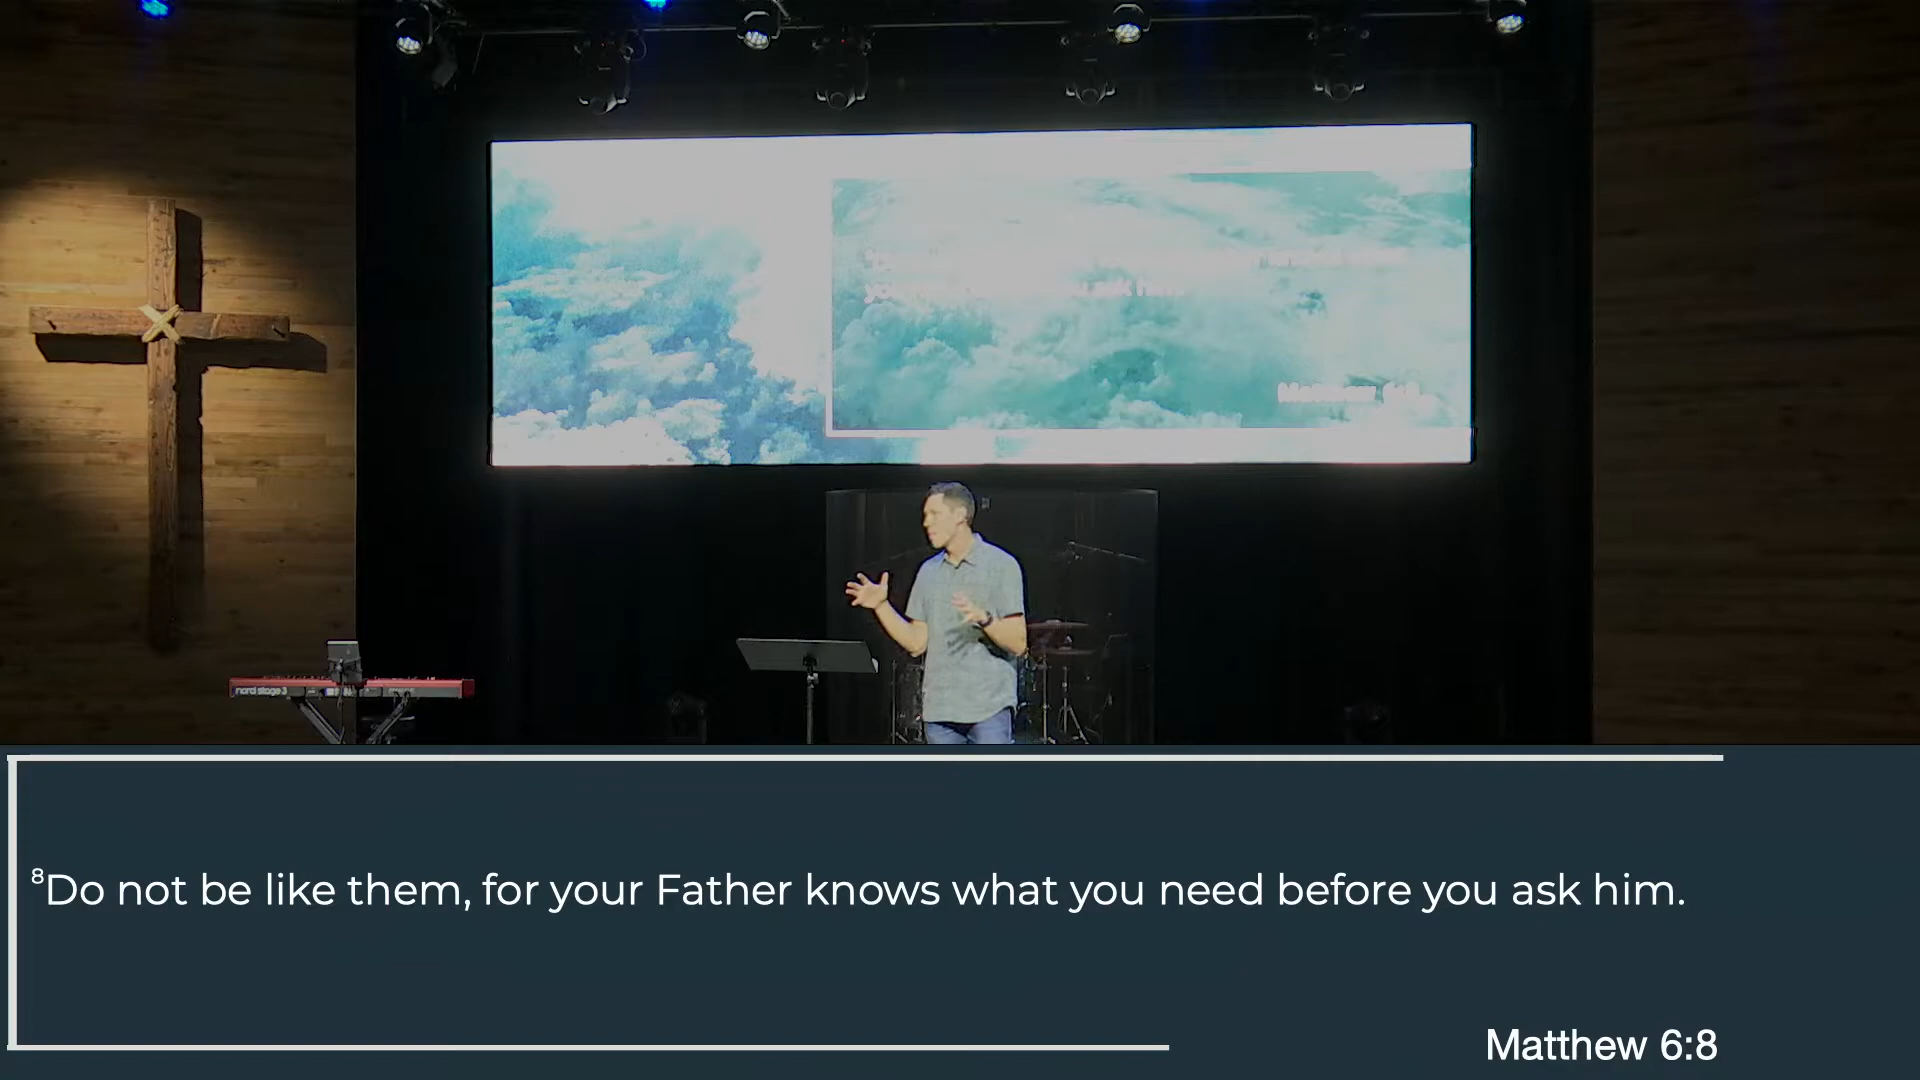 nord stage 3
⁸Do not be like them, for your Father knows what you need before you ask him.
Matthew 6:8